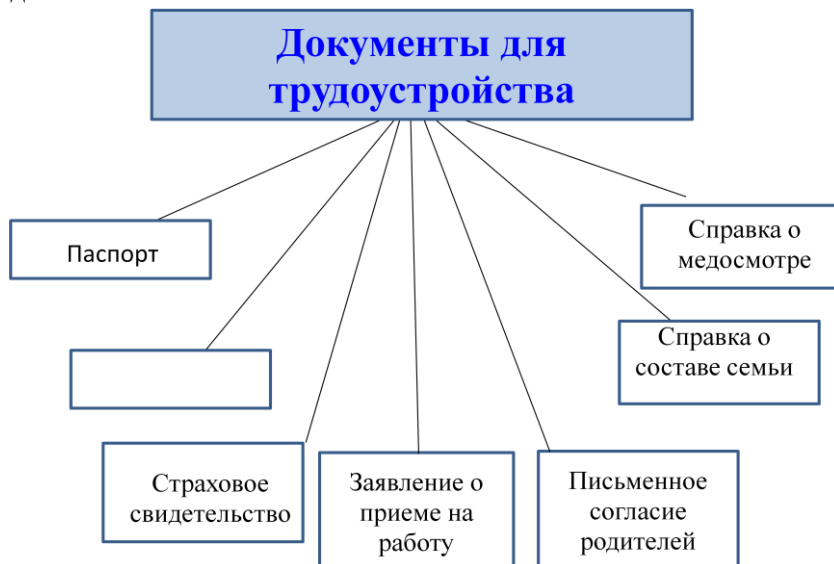 Документы для
трудоустройства
Паспорт
Справка о
медосмотре
Справка о
составе семьи
Страховое
свидетельство
Заявление о
приеме на
работу
Письменное
согласие
родителей